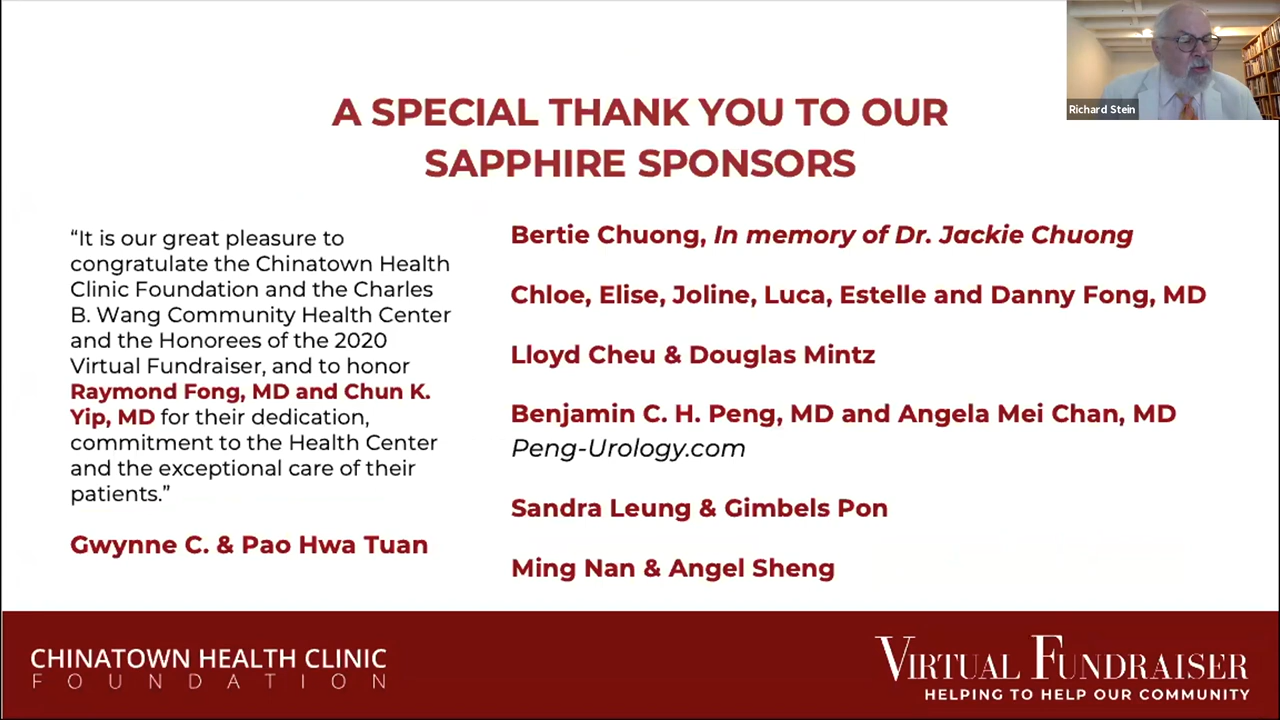 Richard Stein
A SPECIAL THANK YOU TO OUR
SAPPHIRE SPONSORS
“It is our great pleasure to
congratulate the Chinatown Health
Clinic Foundation and the Charles
B. Wang Community Health Center
and the Honorees of the 2020
Virtual Fundraiser, and to honor
Raymond Fong, MD and Chun K.
Yip, MD for their dedication,
commitment to the Health Center
and the exceptional care of their
patients.”
Gwynne C. & Pao Hwa Tuan
Bertie Chuong, In memory of Dr. Jackie Chuong
Chloe, Elise, Joline, Luca, Estelle and Danny Fong, MD
Lloyd Cheu & Douglas Mintz
Benjamin C. H. Peng, MD and Angela Mei Chan, MD
Peng-Urology.com
Sandra Leung & Gimbels Pon
Ming Nan & Angel Sheng
CHINATOWN HEALTH CLINIC
FOUNDATION
VIRTUAL FUNDRAISER
HELPING TO HELP OUR COMMUNITY